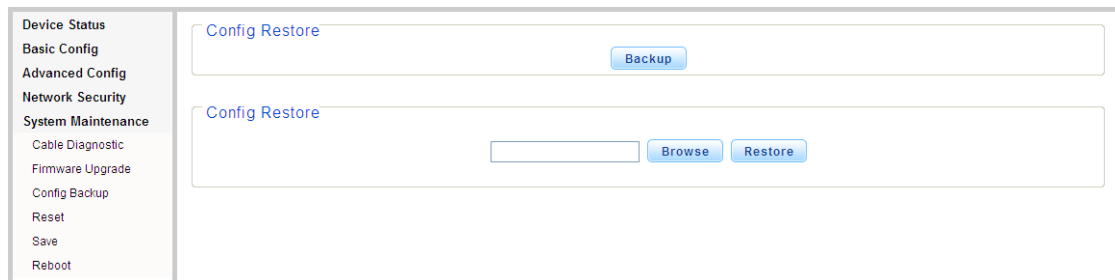 Device Status
Basic Config
Advanced Config
Network Security
System Maintenance
Cable Diagnostic
Firmware Upgrade
Config Backup
Reset
Save
Reboot
Config Restore
Backup
Config Restore
Browse Restore